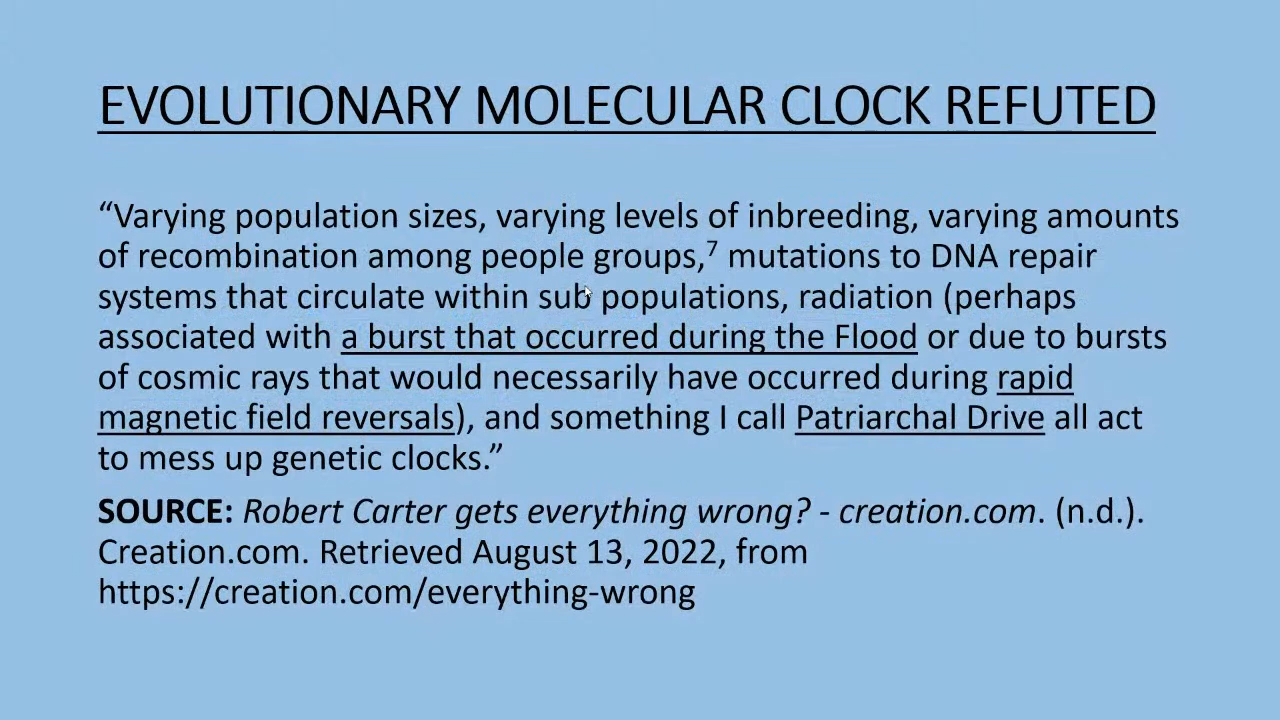 EVOLUTIONARY MOLECULAR CLOCK REFUTED
“Varying population sizes, varying levels of inbreeding, varying amounts
of recombination among people groups,⁷ mutations to DNA repair
systems that circulate within sub populations, radiation (perhaps
associated with a burst that occurred during the Flood or due to bursts
of cosmic rays that would necessarily have occurred during rapid
magnetic field reversals), and something I call Patriarchal Drive all act
to mess up genetic clocks.”
SOURCE: Robert Carter gets everything wrong? - creation.com. (n.d.).
Creation.com. Retrieved August 13, 2022, from
https://creation.com/everything-wrong